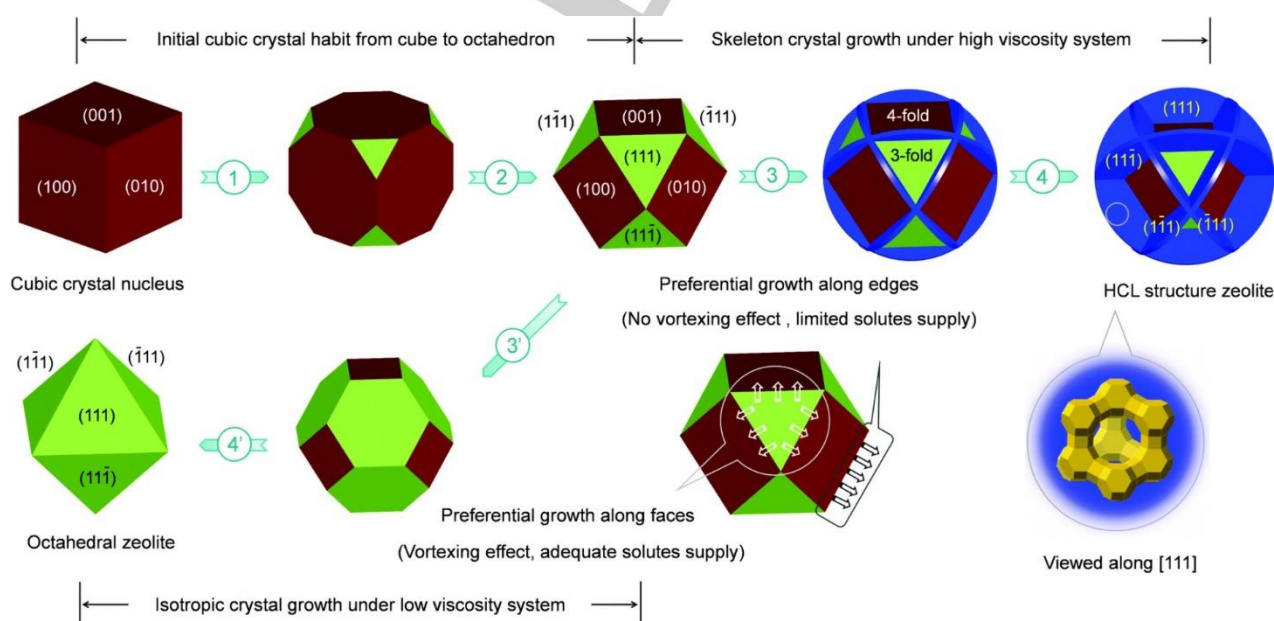 Initial cubic crystal habit from cube to octahedron
Skeleton crystal growth under high viscosity system
(001)
(100)
(010)
1
2
(11̄1)
(001)
(1̄11)
(111)
(100)
(010)
(111̄)
3
4-fold
3-fold
4
(111)
(111̄)
(11̄1)
(1̄11)
Cubic crystal nucleus
Preferential growth along edges
(No vortexing effect , limited solutes supply)
HCL structure zeolite
3'
(11̄1)
(1̄11)
(111)
(111̄)
4'
Octahedral zeolite
Preferential growth along faces
(Vortexing effect, adequate solutes supply)
Viewed along [111]
Isotropic crystal growth under low viscosity system